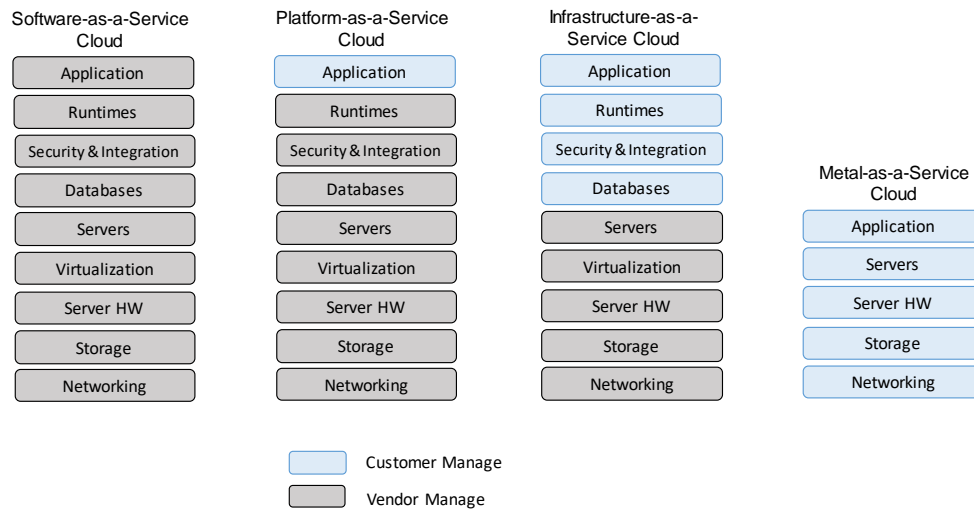 Software-as-a-Service
Cloud
Application
Runtimes
Security & Integration
Databases
Servers
Virtualization
Server HW
Storage
Networking
Platform-as-a-Service
Cloud
Application
Runtimes
Security & Integration
Databases
Servers
Virtualization
Server HW
Storage
Networking
Infrastructure-as-a-
Service Cloud
Application
Runtimes
Security & Integration
Databases
Servers
Virtualization
Server HW
Storage
Networking
Metal-as-a-Service
Cloud
Application
Servers
Server HW
Storage
Networking
Customer Manage
Vendor Manage